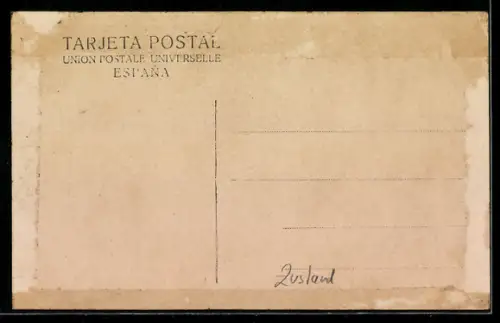 TARJETA POSTAL
UNION POSTALE UNIVERSELLE
ESPAÑA
Zustand